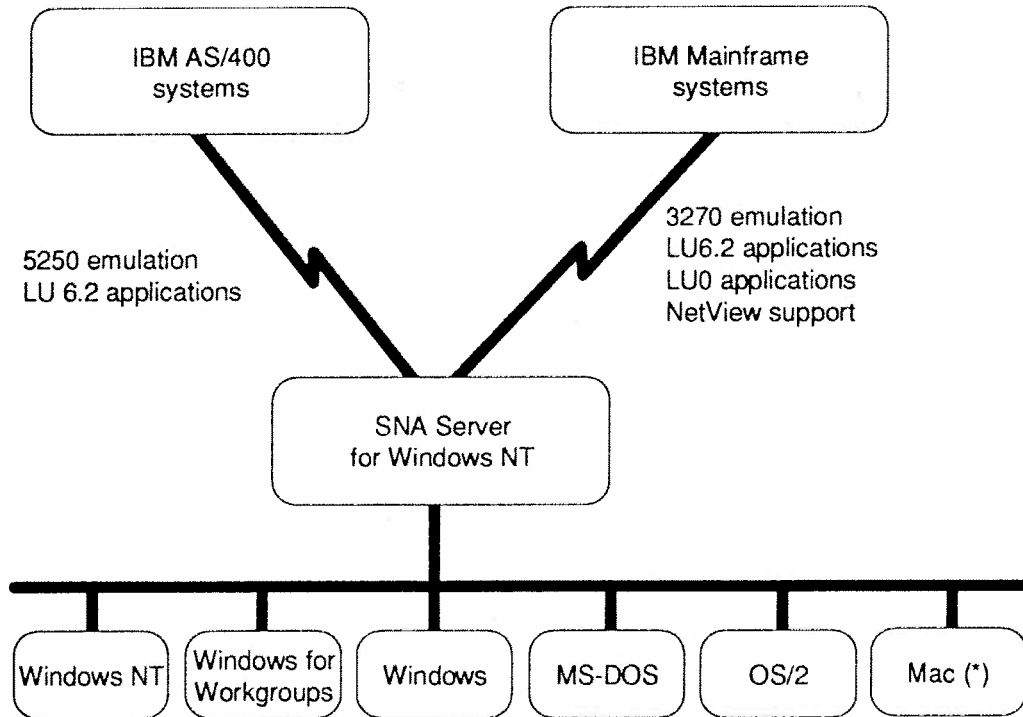 IBM AS/400
systems
IBM Mainframe
systems
5250 emulation
LU 6.2 applications
3270 emulation
LU6.2 applications
LU0 applications
NetView support
SNA Server
for Windows NT
Windows NT
Windows for
Workgroups
Windows
MS-DOS
OS/2
Mac (*)